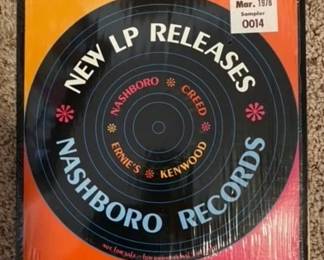 Mar. 1978
Sampler
0014
NEW LP RELEASES
NASHBORO
CREED
ERNIE'S
KENWOOD
NASHBORO RECORDS